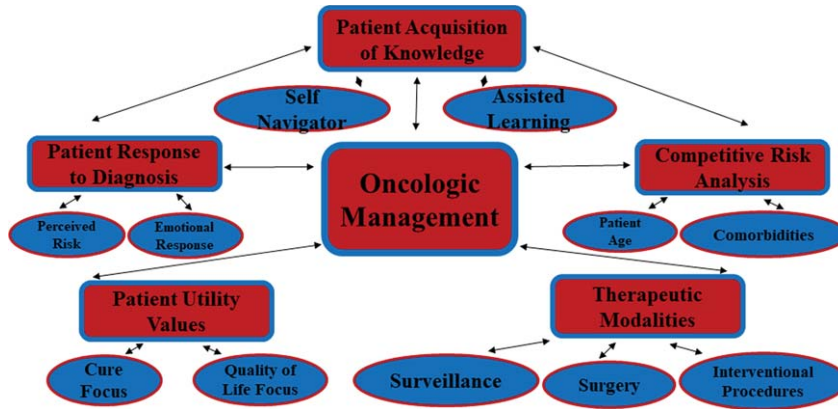 Patient Acquisition
of Knowledge
Self
Navigator
Assisted
Learning
Patient Response
to Diagnosis
Oncologic
Management
Competitive Risk
Analysis
Perceived
Risk
Emotional
Response
Patient
Age
Comorbidities
Patient Utility
Values
Therapeutic
Modalities
Cure
Focus
Quality of
Life Focus
Surveillance
Surgery
Interventional
Procedures